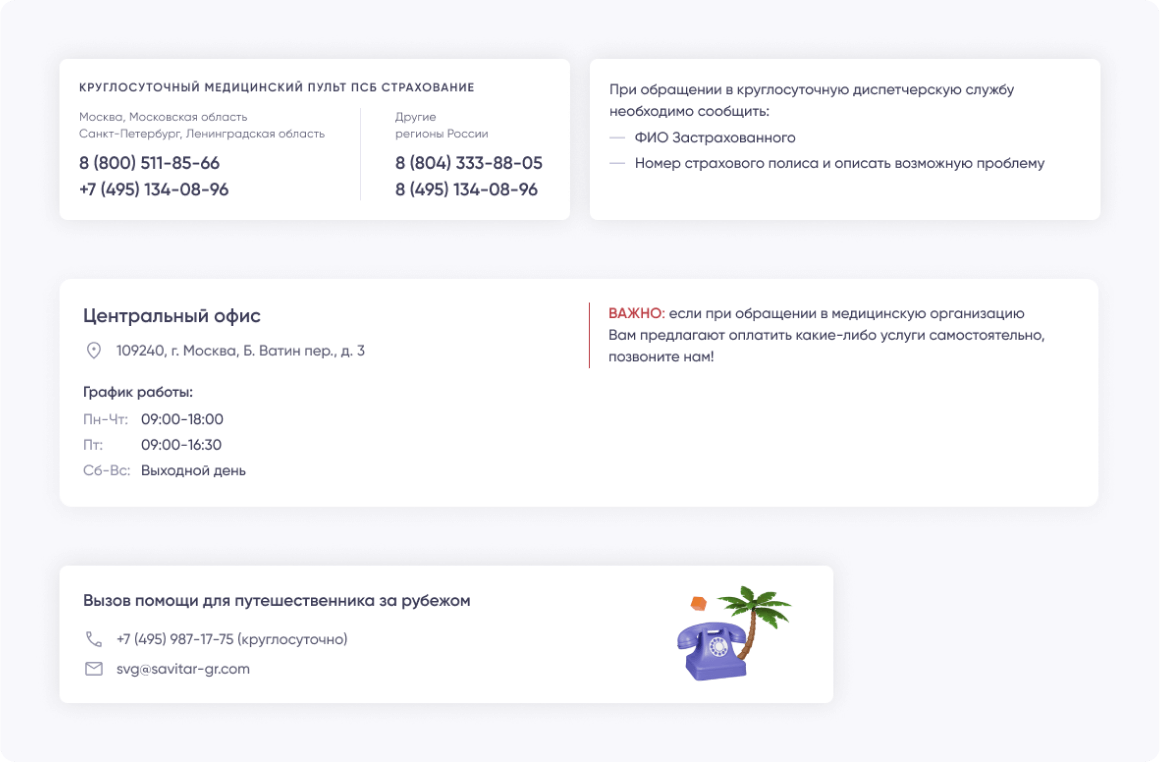 КРУГЛОСУТОЧНЫЙ МЕДИЦИНСКИЙ ПУЛЬТ ПСБ СТРАХОВАНИЕ
Москва, Московская область
Санкт-Петербург, Ленинградская область
8 (800) 511-85-66
+7 (495) 134-08-96
Другие
регионы России
8 (804) 333-88-05
8 (495) 134-08-96
При обращении в круглосуточную диспетчерскую службу
необходимо сообщить:
— ФИО Застрахованного
— Номер страхового полиса и описать возможную проблему
Центральный офис
109240, г. Москва, Б. Ватин пер., д. 3
График работы:
Пн-Чт: 09:00-18:00
Пт: 09:00-16:30
Сб-Вс: Выходной день
ВАЖНО: если при обращении в медицинскую организацию
Вам предлагают оплатить какие-либо услуги самостоятельно,
позвоните нам!
Вызов помощи для путешественника за рубежом
+7 (495) 987-17-75 (круглосуточно)
svg@savitar-gr.com